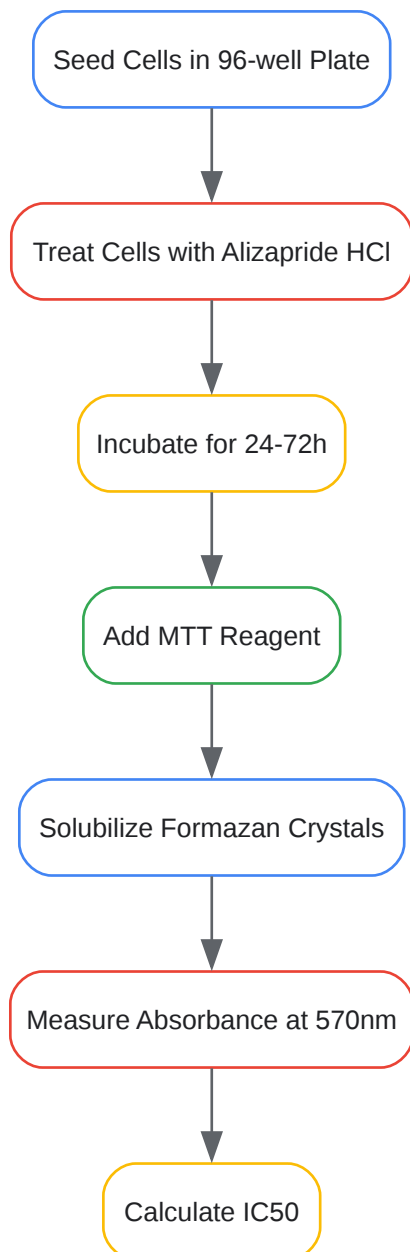 Seed Cells in 96-well Plate
Treat Cells with Alizapride HCl
Incubate for 24-72h
Add MTT Reagent
Solubilize Formazan Crystals
Measure Absorbance at 570nm
Calculate IC50